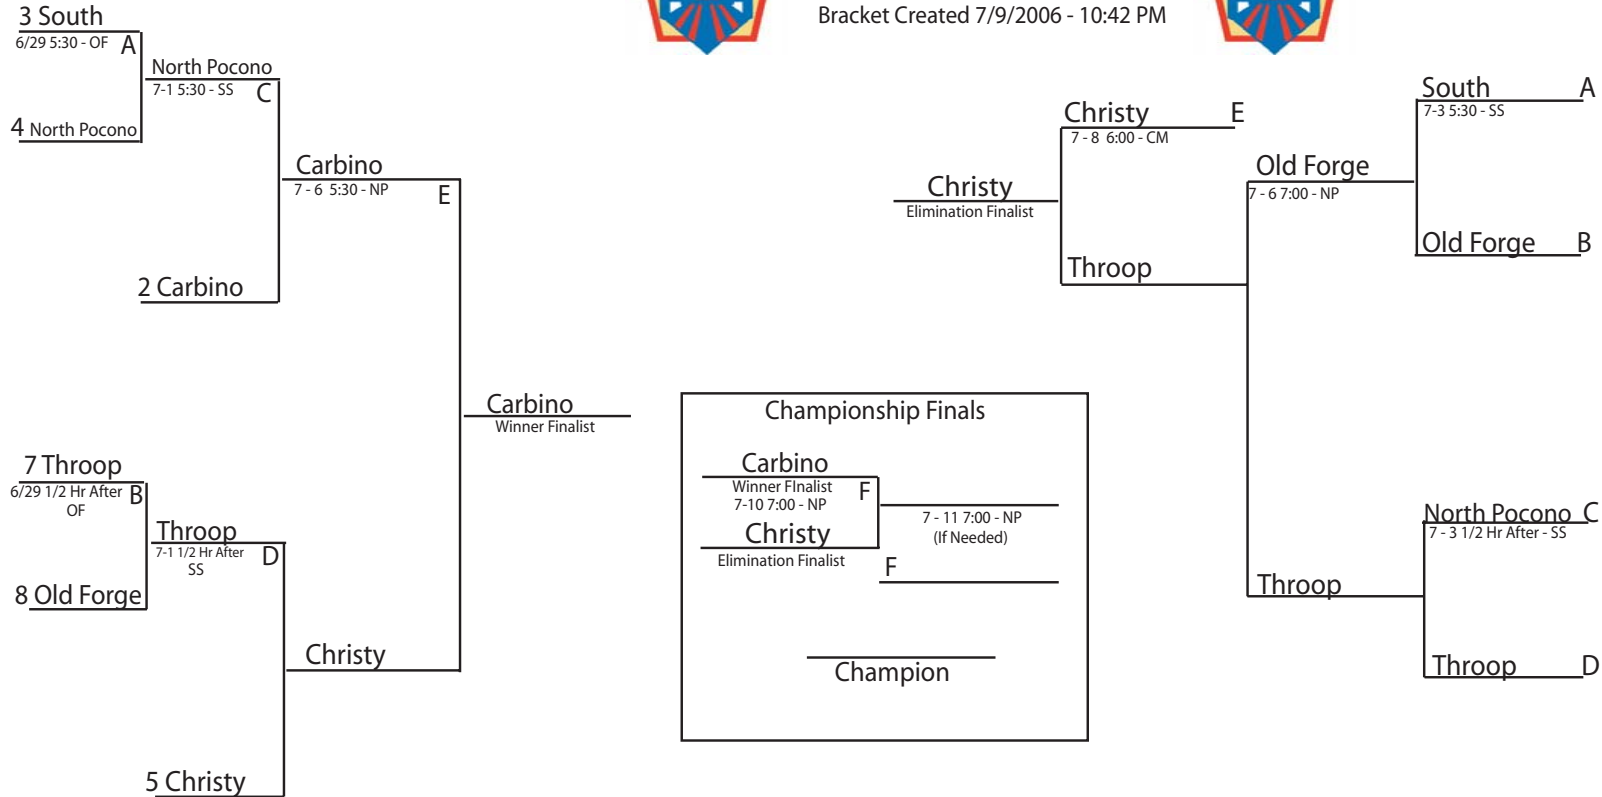 Bracket Created 7/9/2006 - 10:42 PM
3 South
6/29 5:30 - OF
A
4 North Pocono
North Pocono
7-1 5:30 - SS
C
2 Carbino
Carbino
7 - 6 5:30 - NP
E
Carbino
Winner Finalist
7 Throop
6/29 1/2 Hr After
OF
B
8 Old Forge
Throop
7-1 1/2 Hr After
SS
D
5 Christy
Christy
Championship Finals
Carbino
Winner FInalist
7-10 7:00 - NP
F
Christy
Elimination Finalist
7 - 11 7:00 - NP
(If Needed)
F
Champion
Christy
Elimination Finalist
Christy E
7 - 8 6:00 - CM
Throop
Old Forge
7 - 6 7:00 - NP
South A
7-3 5:30 - SS
Old Forge B
Throop
North Pocono C
7 - 3 1/2 Hr After - SS
Throop D